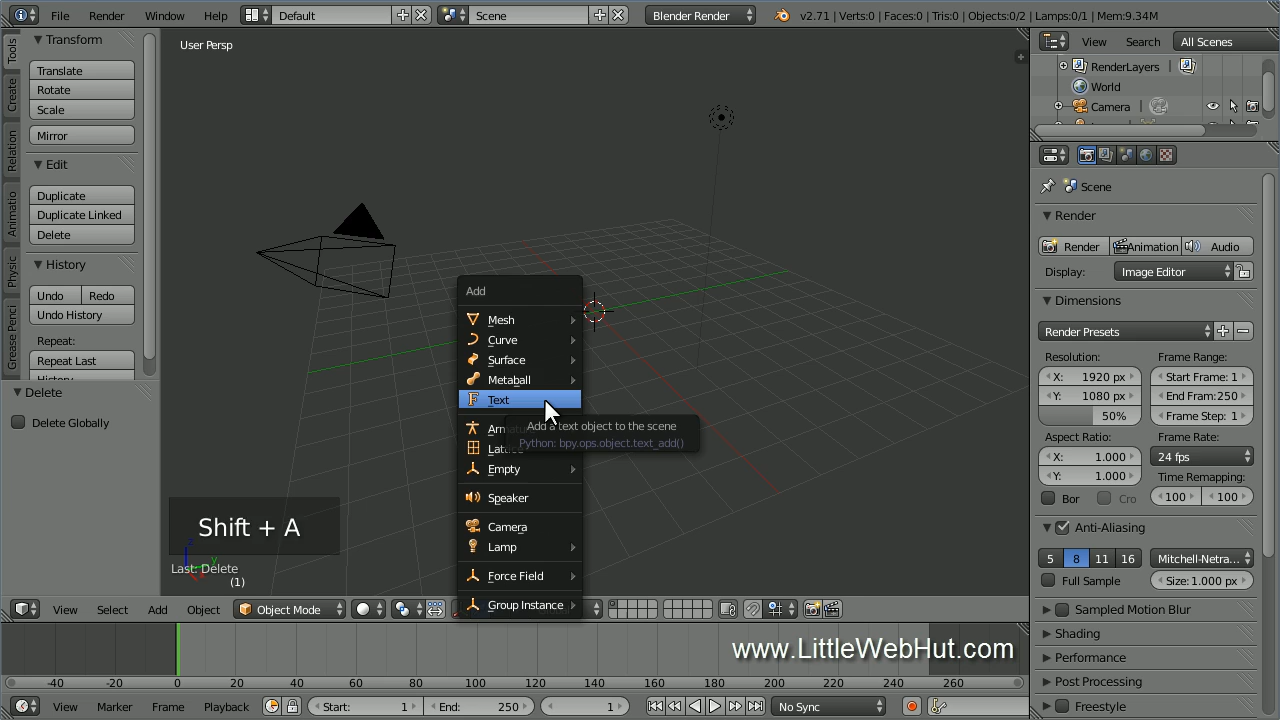 File Render Window Help Default Scene Blender Render v2.71 | Verts:0 | Faces:0 | Tris:0 | Objects:0/2 | Lamps:0/1 | Mem:9.34M
Tools
Create
Relation
Animatio
Physic
Grease Penci
Transform
Translate
Rotate
Scale
Mirror
Edit
Duplicate
Duplicate Linked
Delete
History
Undo Redo
Undo History
Repeat:
Repeat Last
History
Delete
Delete Globally
User Persp
Add
Mesh
Curve
Surface
Metaball
Text
Add a text object to the scene
Python: bpy.ops.object.text_add()
Empty
Speaker
Camera
Lamp
Force Field
Group Instance
Shift + A
Last: Delete
(1)
View Select Add Object Object Mode
View Search All Scenes
RenderLayers
World
Camera
Scene
Render
Render Animation Audio
Display: Image Editor
Dimensions
Render Presets
Resolution: Frame Range:
X: 1920 px Start Frame: 1
Y: 1080 px End Fram:250
50% Frame Step: 1
Aspect Ratio: Frame Rate:
X: 1.000 24 fps
Y: 1.000 Time Remapping:
Bor Cro 100 100
Anti-Aliasing
5 8 11 16 Mitchell-Netra...
Full Sample Size:1.000 px
Sampled Motion Blur
Shading
Performance
Post Processing
Freestyle
www.LittleWebHut.com
-40 -20 0 20 40 60 80 100 120 140 160 180 200 220 240 260
View Marker Frame Playback Start: 1 End: 250 1 No Sync